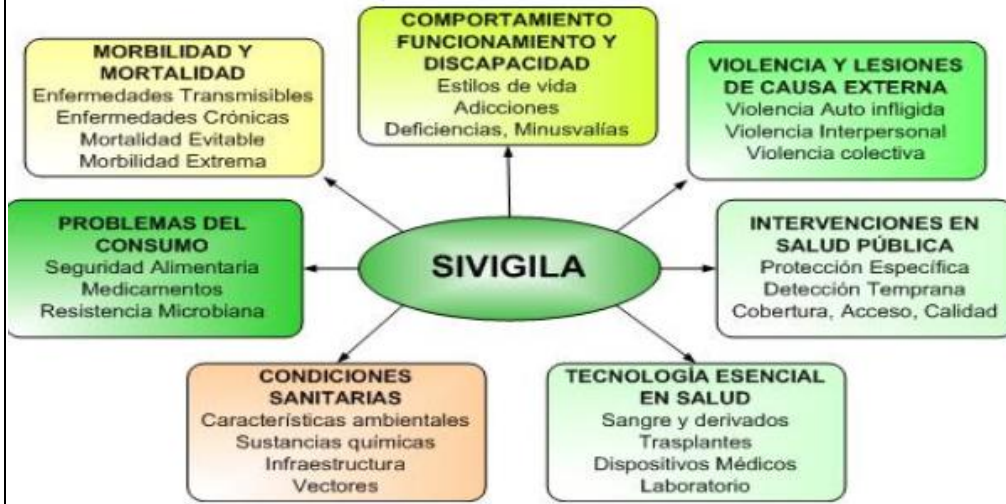 COMPORTAMIENTO
FUNCIONAMIENTO Y
DISCAPACIDAD
Estilos de vida
Adicciones
Deficiencias, Minusvalías
MORBILIDAD Y
MORTALIDAD
Enfermedades Transmisibles
Enfermedades Crónicas
Mortalidad Evitable
Morbilidad Extrema
VIOLENCIA Y LESIONES
DE CAUSA EXTERNA
Violencia Auto infligida
Violencia Interpersonal
Violencia colectiva
PROBLEMAS DEL
CONSUMO
Seguridad Alimentaria
Medicamentos
Resistencia Microbiana
SIVIGILA
INTERVENCIONES EN
SALUD PÚBLICA
Protección Específica
Detección Temprana
Cobertura, Acceso, Calidad
CONDICIONES
SANITARIAS
Características ambientales
Sustancias químicas
Infraestructura
Vectores
TECNOLOGÍA ESENCIAL
EN SALUD
Sangre y derivados
Trasplantes
Dispositivos Médicos
Laboratorio